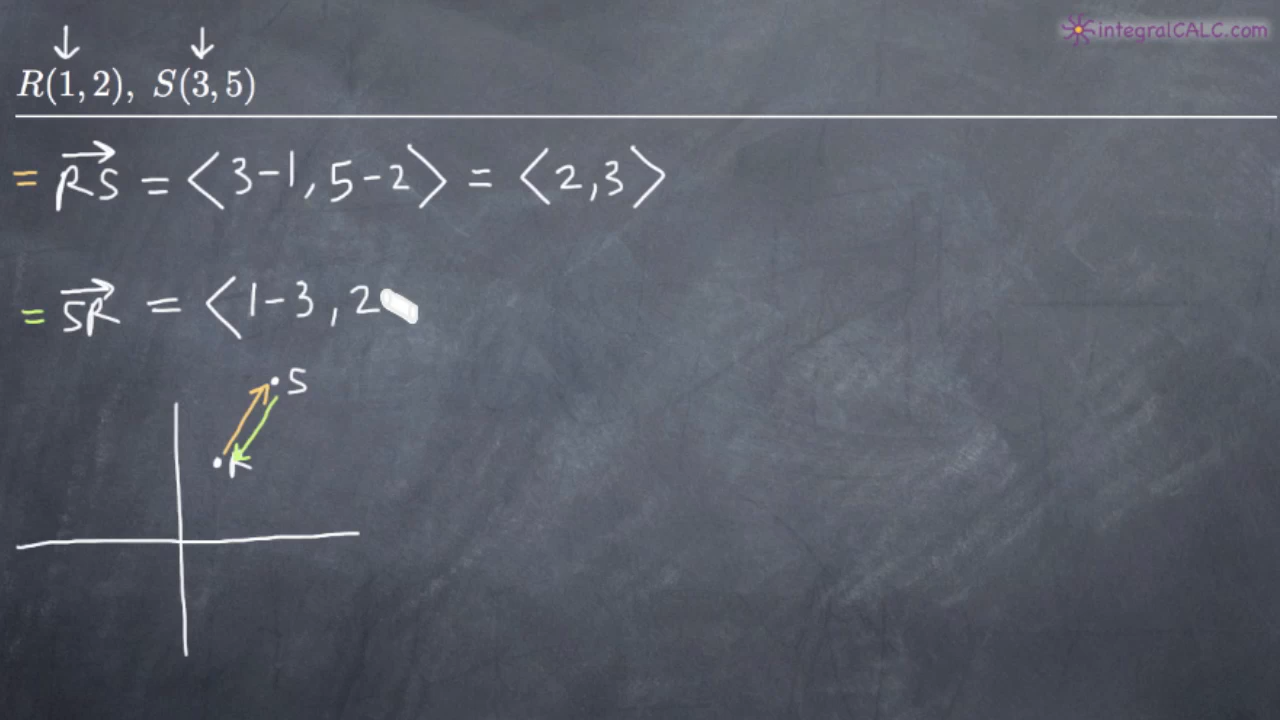 integralCALC.com
R(1, 2), S(3, 5)
= RS = ⟨3-1, 5-2⟩ = ⟨2,3⟩
= SR = ⟨1-3, 2
S
R